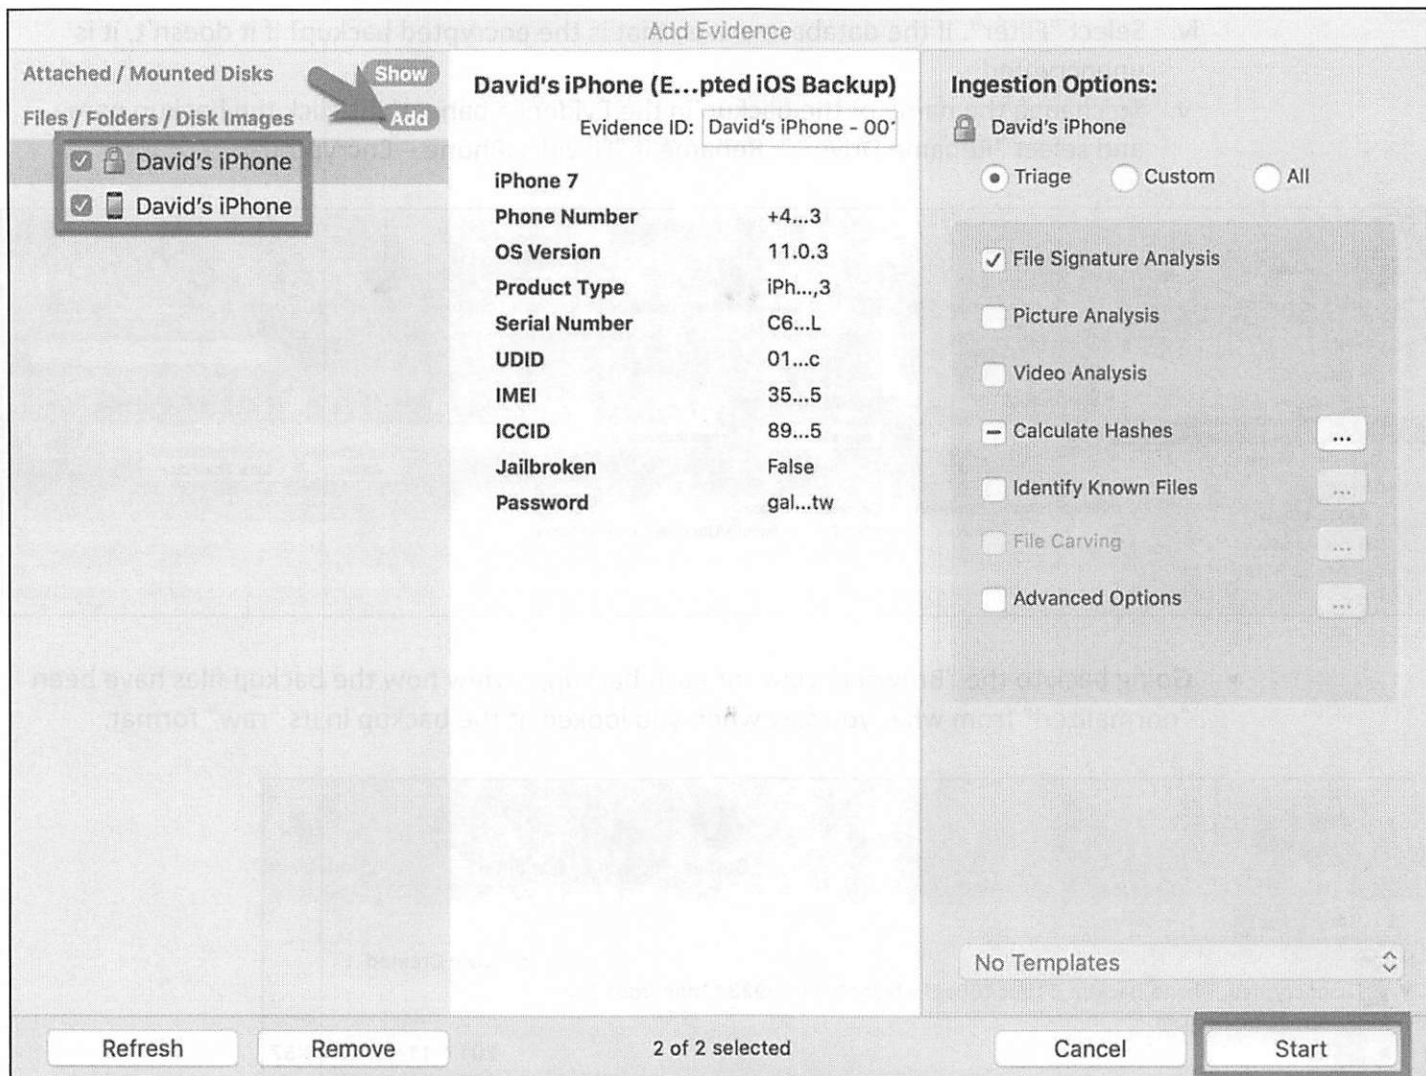 Add Evidence
Attached / Mounted Disks Show
Files / Folders / Disk Images Add
David's iPhone
David's iPhone
David's iPhone (E...pted iOS Backup)
Evidence ID: David's iPhone - 00
iPhone 7
Phone Number +4...3
OS Version 11.0.3
Product Type iPh...,3
Serial Number C6...L
UDID 01...c
IMEI 35...5
ICCID 89...5
Jailbroken False
Password gal...tw
Ingestion Options:
David's iPhone
Triage Custom All
File Signature Analysis
Picture Analysis
Video Analysis
Calculate Hashes ...
Identify Known Files ...
File Carving ...
Advanced Options ...
No Templates
Refresh Remove 2 of 2 selected Cancel Start